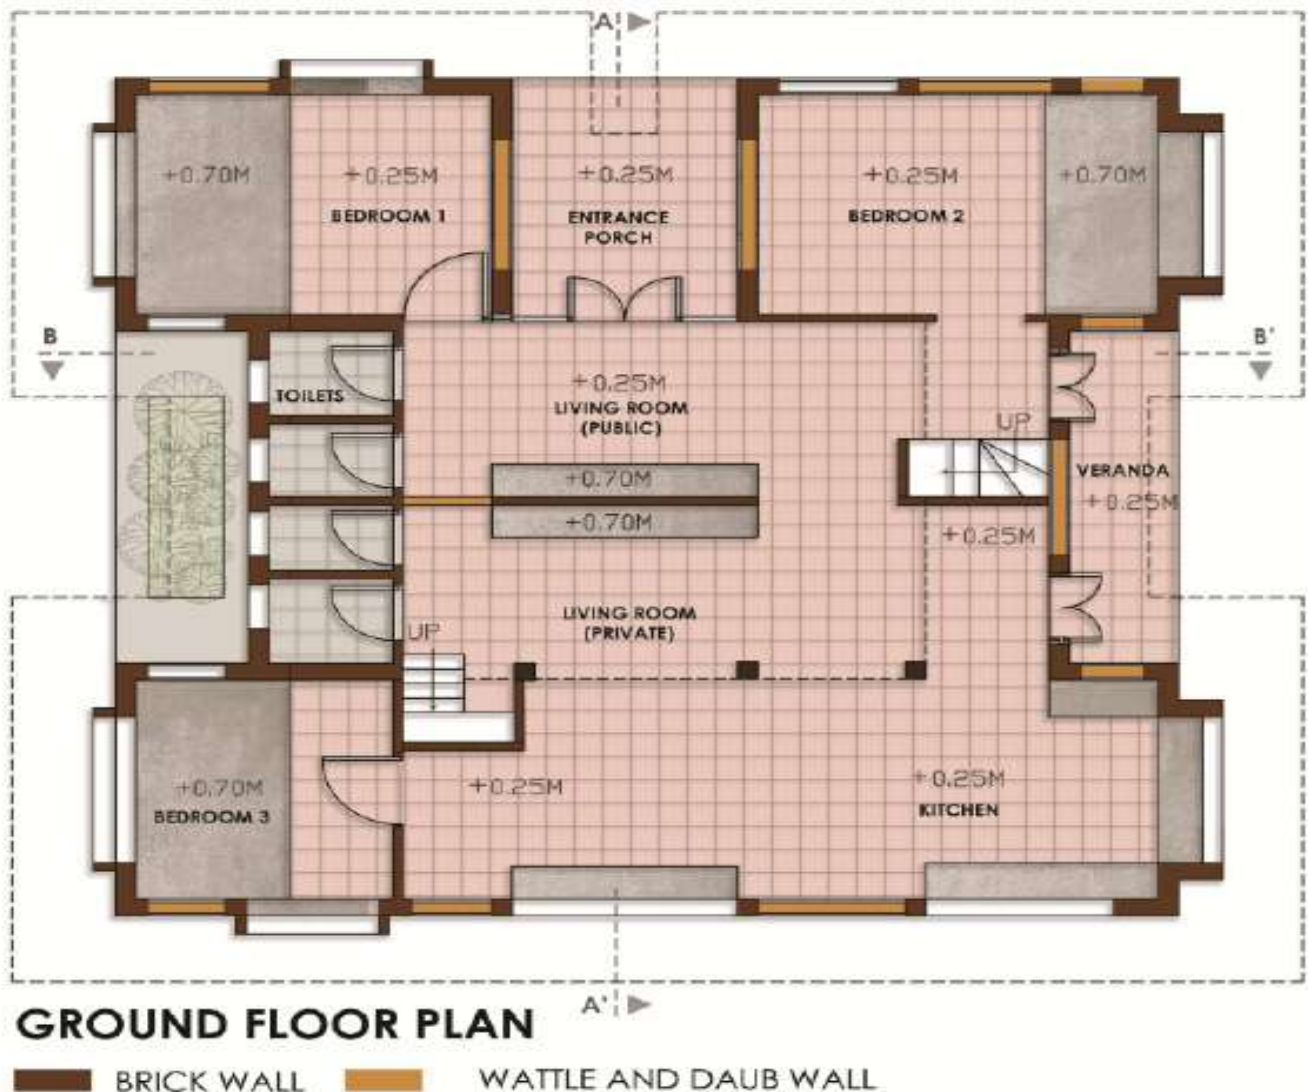 A
+0.70M
+0.25M
+0.25M
+0.25M
+0.70M
BEDROOM 1
ENTRANCE
PORCH
BEDROOM 2
B
B'
TOILETS
+0.25M
LIVING ROOM
(PUBLIC)
UP
+0.70M
VERANDA
+0.25M
+0.70M
+0.25M
LIVING ROOM
(PRIVATE)
UP
+0.70M
BEDROOM 3
+0.25M
+0.25M
KITCHEN
A'
GROUND FLOOR PLAN
BRICK WALL
WATTLE AND DAUB WALL